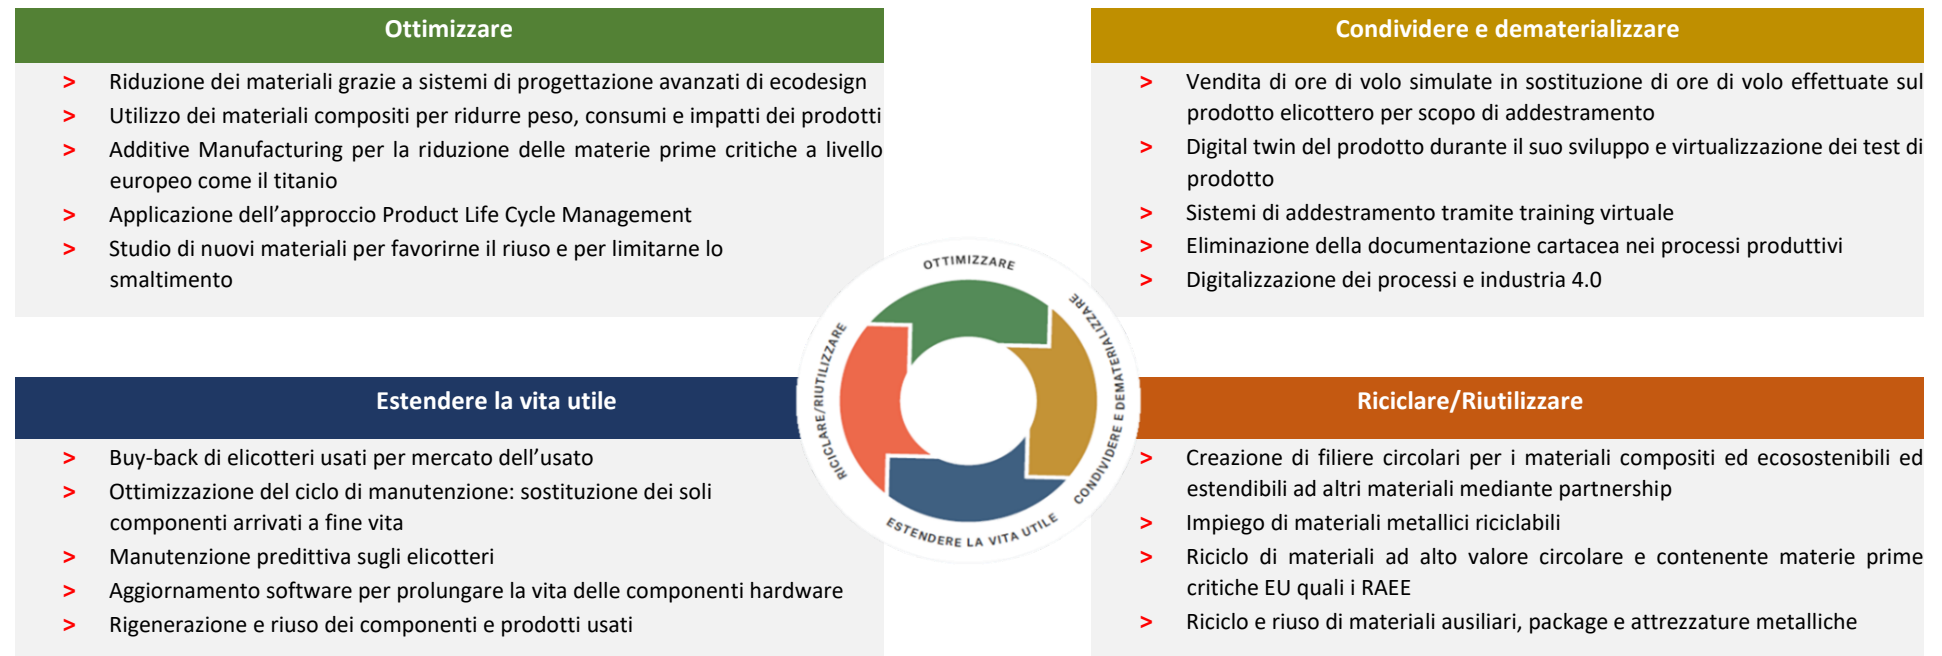 Ottimizzare
> Riduzione dei materiali grazie a sistemi di progettazione avanzati di ecodesign
> Utilizzo dei materiali compositi per ridurre peso, consumi e impatti dei prodotti
> Additive Manufacturing per la riduzione delle materie prime critiche a livello
europeo come il titanio
> Applicazione dell’approccio Product Life Cycle Management
> Studio di nuovi materiali per favorirne il riuso e per limitarne lo
smaltimento
Condividere e dematerializzare
> Vendita di ore di volo simulate in sostituzione di ore di volo effettuate sul
prodotto elicottero per scopo di addestramento
> Digital twin del prodotto durante il suo sviluppo e virtualizzazione dei test di
prodotto
> Sistemi di addestramento tramite training virtuale
> Eliminazione della documentazione cartacea nei processi produttivi
> Digitalizzazione dei processi e industria 4.0
OTTIMIZZARE
CONDIVIDERE E DEMATERIALIZZARE
ESTENDERE LA VITA UTILE
RICICLARE/RIUTILIZZARE
Estendere la vita utile
> Buy-back di elicotteri usati per mercato dell’usato
> Ottimizzazione del ciclo di manutenzione: sostituzione dei soli
componenti arrivati a fine vita
> Manutenzione predittiva sugli elicotteri
> Aggiornamento software per prolungare la vita delle componenti hardware
> Rigenerazione e riuso dei componenti e prodotti usati
Riciclare/Riutilizzare
> Creazione di filiere circolari per i materiali compositi ed ecosostenibili ed
estendibili ad altri materiali mediante partnership
> Impiego di materiali metallici riciclabili
> Riciclo di materiali ad alto valore circolare e contenente materie prime
critiche EU quali i RAEE
> Riciclo e riuso di materiali ausiliari, package e attrezzature metalliche